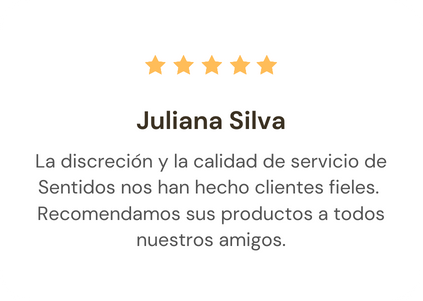 Juliana Silva
La discreción y la calidad de servicio de
Sentidos nos han hecho clientes fieles.
Recomendamos sus productos a todos
nuestros amigos.